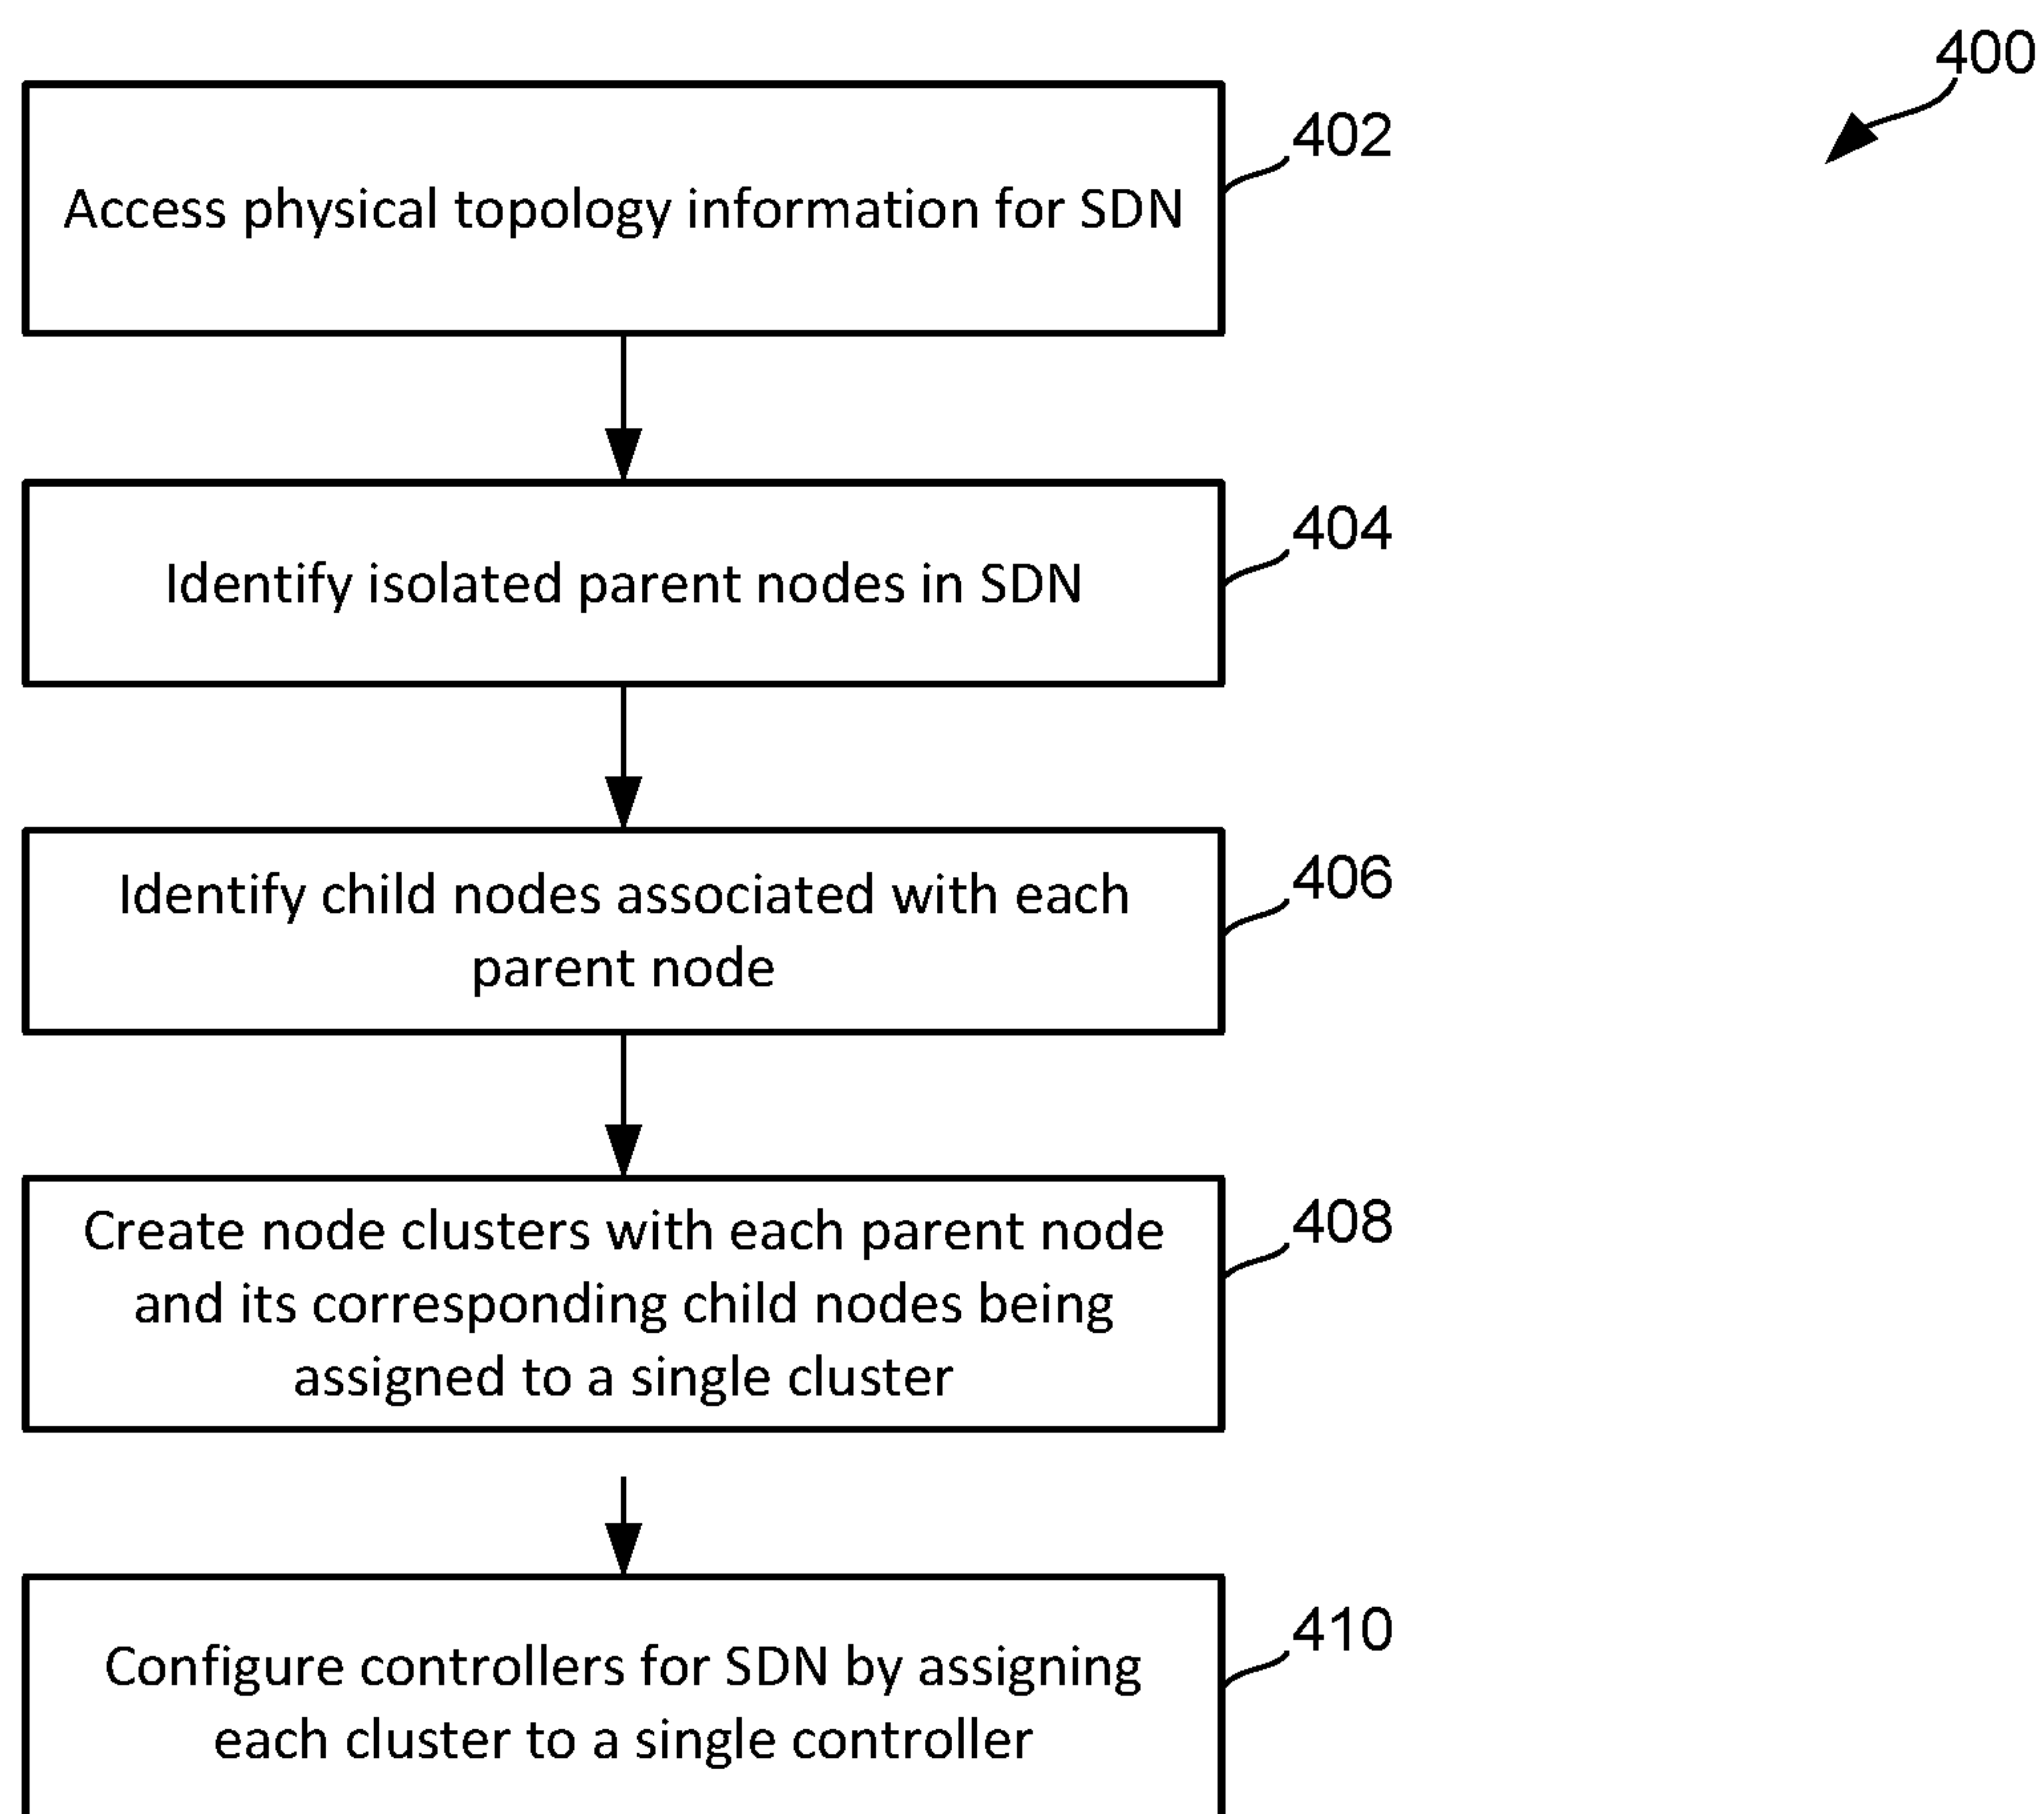 400
402
Access physical topology information for SDN
404
Identify isolated parent nodes in SDN
406
Identify child nodes associated with each
parent node
408
Create node clusters with each parent node
and its corresponding child nodes being
assigned to a single cluster
410
Configure controllers for SDN by assigning
each cluster to a single controller